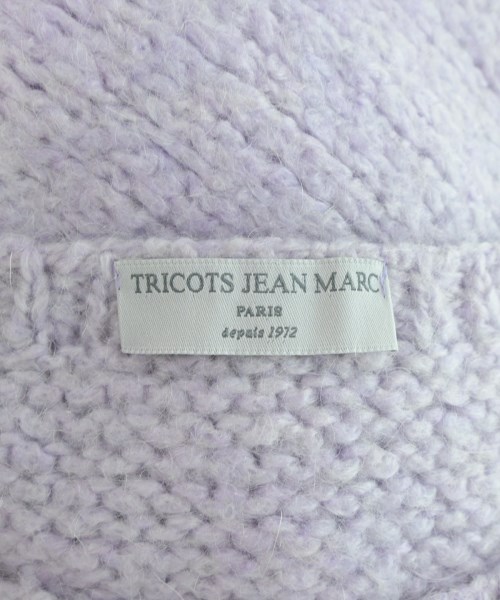 TRICOTS JEAN MARC
PARIS
depuis 1972